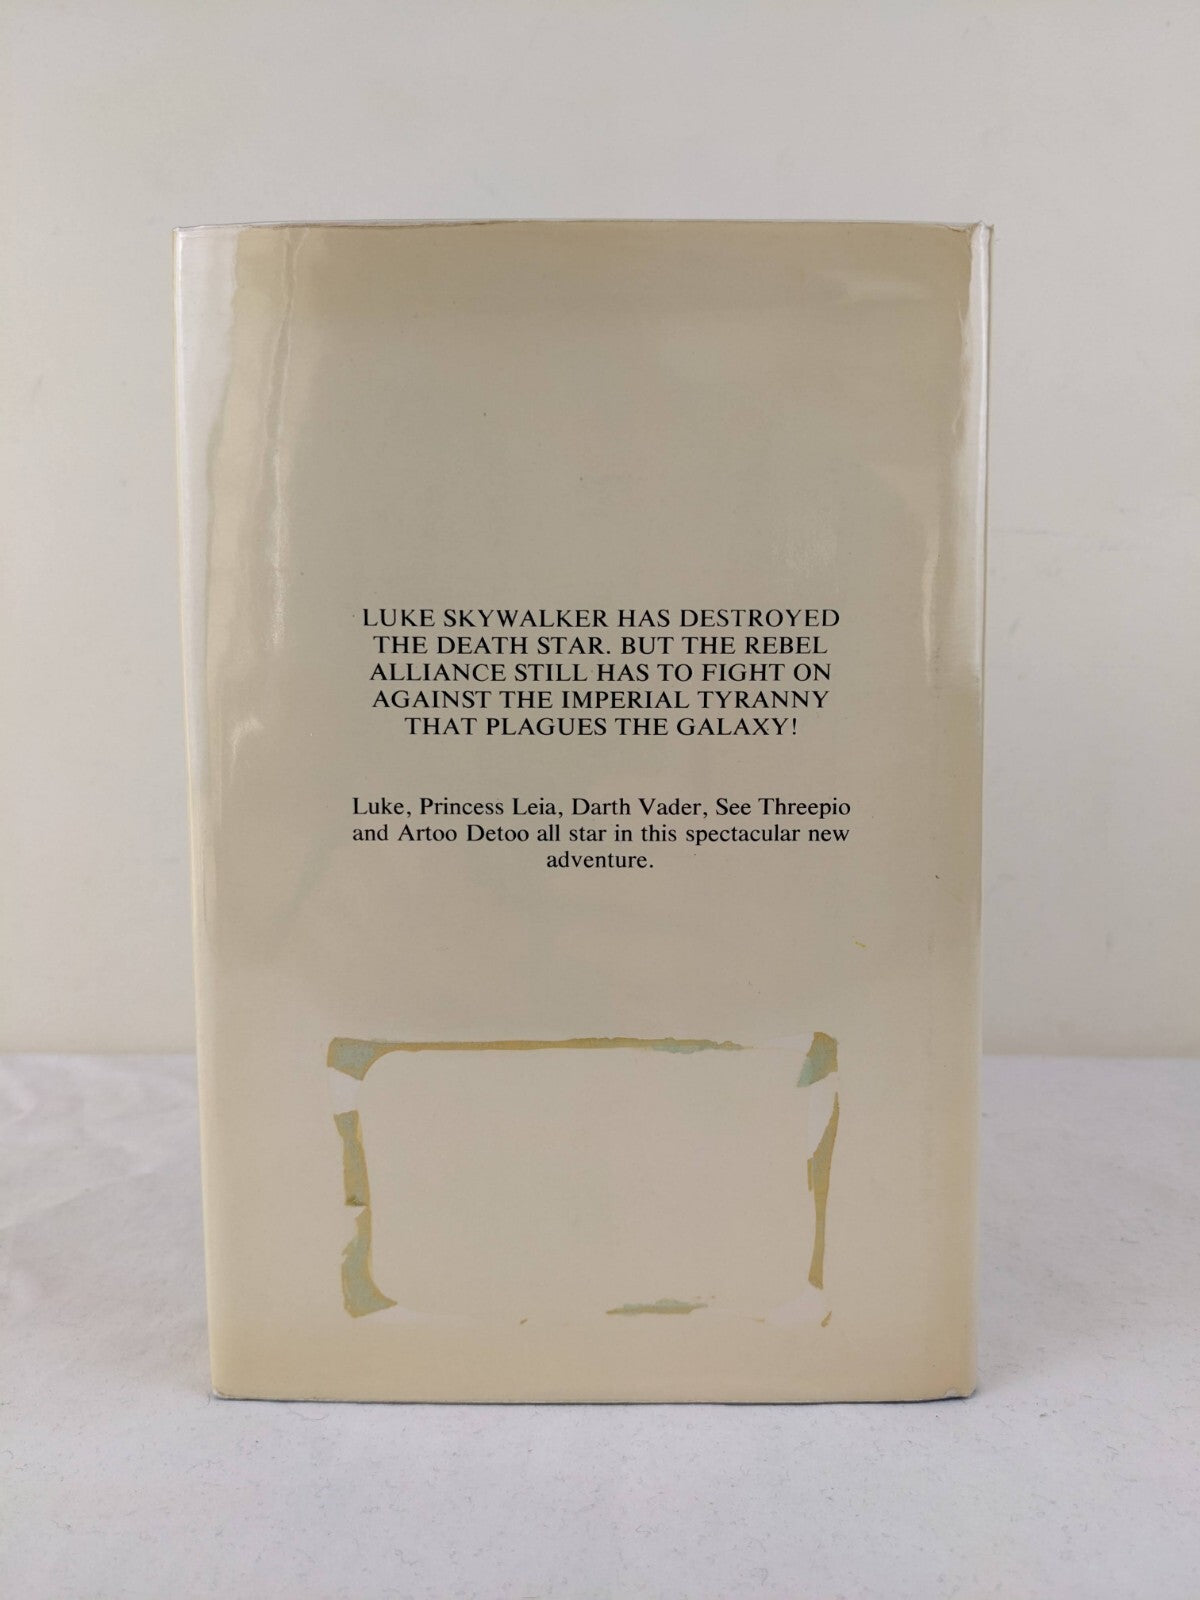 LUKE SKYWALKER HAS DESTROYED
THE DEATH STAR. BUT THE REBEL
ALLIANCE STILL HAS TO FIGHT ON
AGAINST THE IMPERIAL TYRANNY
THAT PLAGUES THE GALAXY!
Luke, Princess Leia, Darth Vader, See Threepio
and Artoo Detoo all star in this spectacular new
adventure.